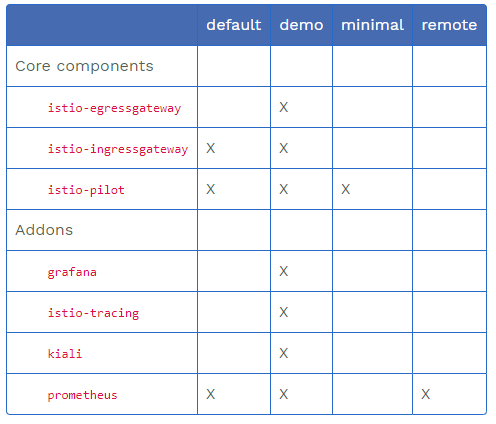 default demo minimal remote
Core components
istio-egressgateway X
istio-ingressgateway X X
istio-pilot X X X
Addons
grafana X
istio-tracing X
kiali X
prometheus X X X